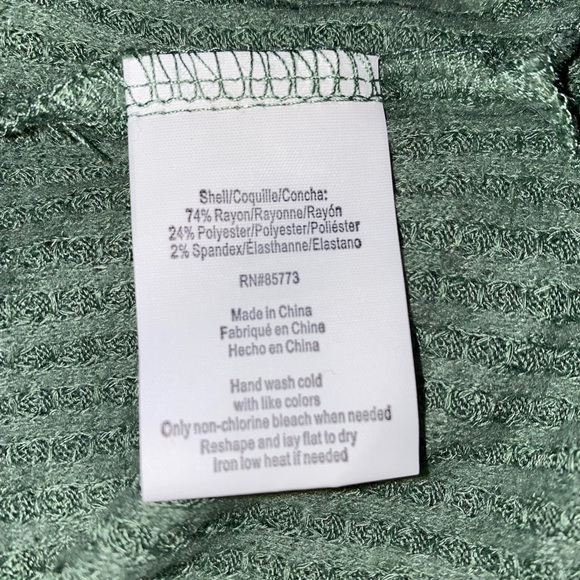 Shell/Coquille/Concha:
74% Rayon/Rayonne/Rayón
24% Polyester/Polyester/Poliéster
2% Spandex/Élasthanne/Elastano
RN#85773
Made in China
Fabriqué en Chine
Hecho en China
Hand wash cold
with like colors
Only non-chlorine bleach when needed
Reshape and lay flat to dry
Iron low heat if needed